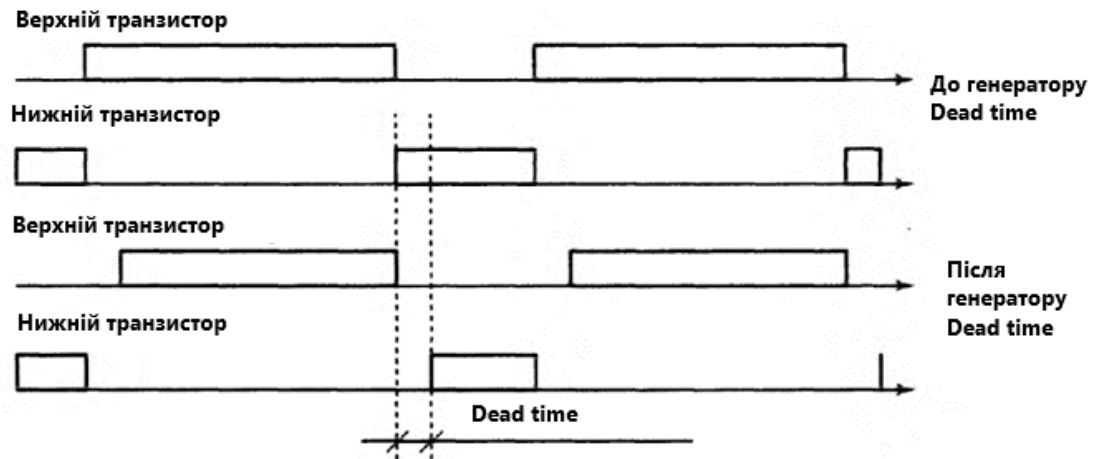 Верхній транзистор
До генератору
Dead time
Нижній транзистор
Верхній транзистор
Після
генератору
Dead time
Нижній транзистор
Dead time